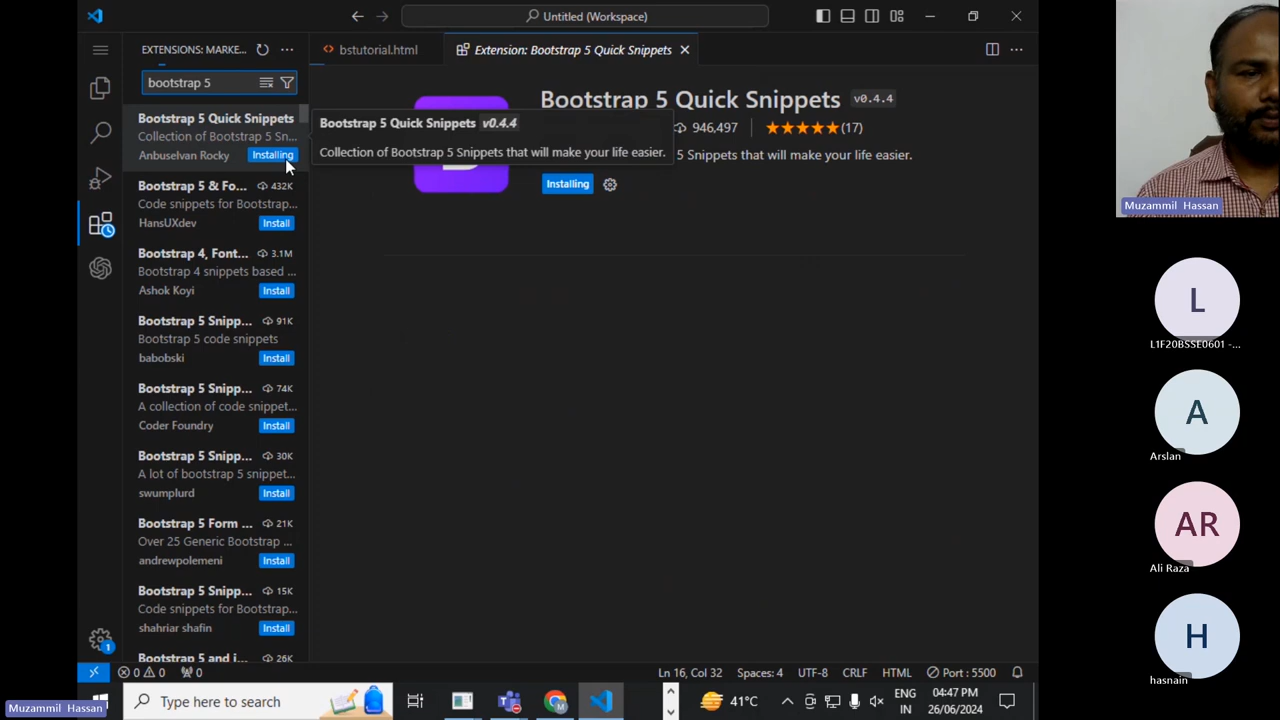 Untitled (Workspace)
EXTENSIONS: MARKE...
bstutorial.html
Extension: Bootstrap 5 Quick Snippets
bootstrap 5
Bootstrap 5 Quick Snippets
Collection of Bootstrap 5 Sn...
Anbuselvan Rocky
Installing
Bootstrap 5 & Fo...
432K
Code snippets for Bootstrap...
HansUXdev
Install
Bootstrap 4, Font...
3.1M
Bootstrap 4 snippets based ...
Ashok Koyi
Install
Bootstrap 5 Snipp...
91K
Bootstrap 5 code snippets
babobski
Install
Bootstrap 5 Snipp...
74K
A collection of code snippet...
Coder Foundry
Install
Bootstrap 5 Snipp...
30K
A lot of bootstrap 5 snippet...
swumplurd
Install
Bootstrap 5 Form ...
21K
Over 25 Generic Bootstrap ...
andrewpolemeni
Install
Bootstrap 5 Snipp...
15K
Code snippets for Bootstrap...
shahriar shafin
Install
Bootstrap 5 and i...
26K
Bootstrap 5 Quick Snippets v0.4.4
Collection of Bootstrap 5 Snippets that will make your life easier.
Bootstrap 5 Quick Snippets
v0.4.4
946,497
(17)
5 Snippets that will make your life easier.
Installing
0
0
0
Ln 16, Col 32
Spaces: 4
UTF-8
CRLF
HTML
Port : 5500
1
Type here to search
41°C
ENG
IN
04:47 PM
26/06/2024
Muzammil Hassan
Muzammil Hassan
L
L1F20BSSE0601 -...
A
Arslan
AR
Ali Raza
H
hasnain